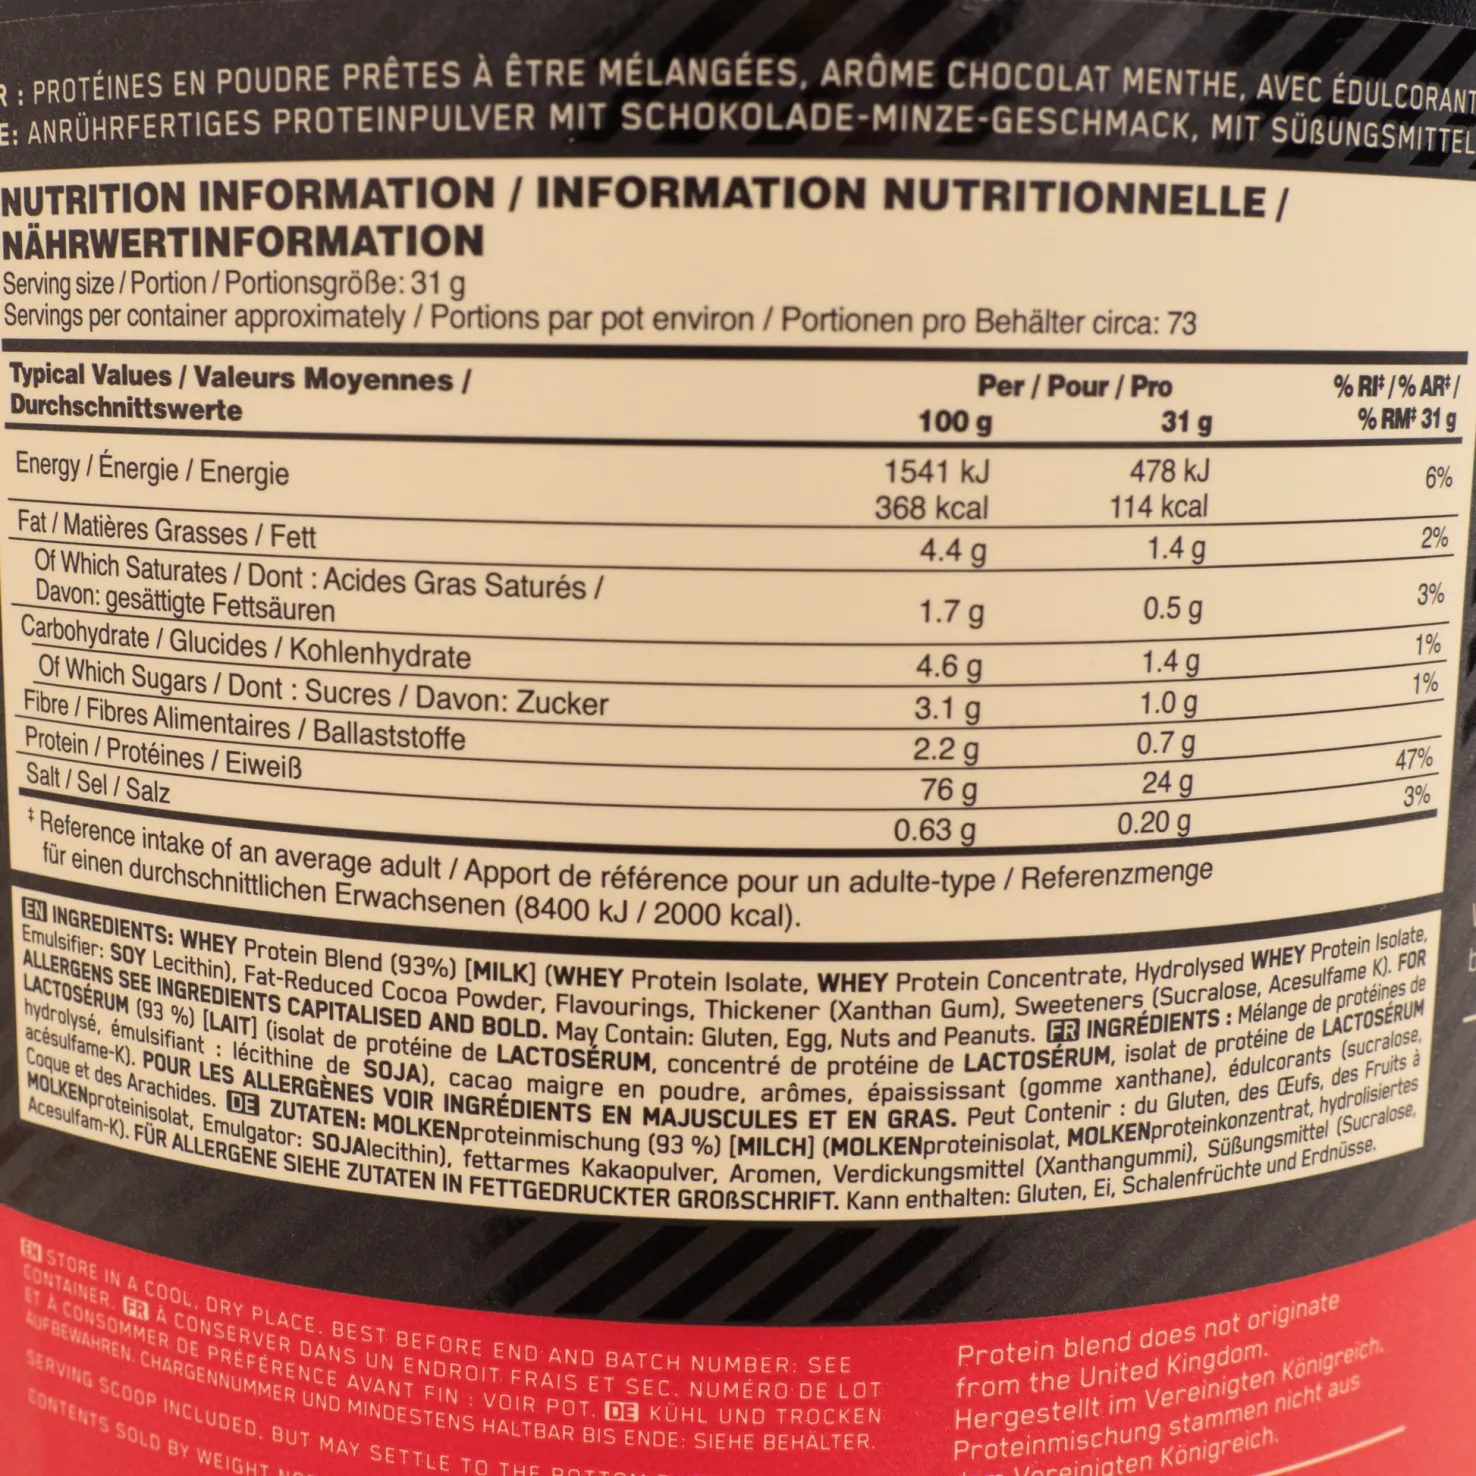 R : PROTÉINES EN POUDRE PRÊTES À ÊTRE MÉLANGÉES, ARÔME CHOCOLAT MENTHE, AVEC ÉDULCORANT
E: ANRÜHRFERTIGES PROTEINPULVER MIT SCHOKOLADE-MINZE-GESCHMACK, MIT SÜßUNGSMITTEL
NUTRITION INFORMATION / INFORMATION NUTRITIONNELLE /
NÄHRWERTINFORMATION
Serving size / Portion / Portionsgröße: 31 g
Servings per container approximately / Portions par pot environ / Portionen pro Behälter circa: 73
Typical Values / Valeurs Moyennes / Per / Pour / Pro % RI‡ / % AR‡ /
Durchschnittswerte 100 g 31 g % RM‡ 31 g
Energy / Énergie / Energie 1541 kJ 478 kJ 6%
368 kcal 114 kcal
Fat / Matières Grasses / Fett 4.4 g 1.4 g 2%
Of Which Saturates / Dont : Acides Gras Saturés /
Davon: gesättigte Fettsäuren 1.7 g 0.5 g 3%
Carbohydrate / Glucides / Kohlenhydrate 4.6 g 1.4 g 1%
Of Which Sugars / Dont : Sucres / Davon: Zucker 3.1 g 1.0 g 1%
Fibre / Fibres Alimentaires / Ballaststoffe 2.2 g 0.7 g
Protein / Protéines / Eiweiß 76 g 24 g 47%
Salt / Sel / Salz 0.63 g 0.20 g 3%
‡ Reference intake of an average adult / Apport de référence pour un adulte-type / Referenzmenge
für einen durchschnittlichen Erwachsenen (8400 kJ / 2000 kcal).
EN INGREDIENTS: WHEY Protein Blend (93%) [MILK] (WHEY Protein Isolate, WHEY Protein Concentrate, Hydrolysed WHEY Protein Isolate,
Emulsifier: SOY Lecithin), Fat-Reduced Cocoa Powder, Flavourings, Thickener (Xanthan Gum), Sweeteners (Sucralose, Acesulfame K). FOR
ALLERGENS SEE INGREDIENTS CAPITALISED AND BOLD. May Contain: Gluten, Egg, Nuts and Peanuts. FR INGRÉDIENTS : Mélange de protéines de
LACTOSÉRUM (93 %) [LAIT] (isolat de protéine de LACTOSÉRUM, concentré de protéine de LACTOSÉRUM, isolat de protéine de LACTOSÉRUM
hydrolysé, émulsifiant : lécithine de SOJA), cacao maigre en poudre, arômes, épaississant (gomme xanthane), édulcorants (sucralose,
acésulfame-K). POUR LES ALLERGÈNES VOIR INGRÉDIENTS EN MAJUSCULES ET EN GRAS. Peut Contenir : du Gluten, des Œufs, des Fruits à
Coque et des Arachides. DE ZUTATEN: MOLKENproteinmischung (93 %) [MILCH] (MOLKENproteinisolat, MOLKENproteinkonzentrat, hydrolisiertes
MOLKENproteinisolat, Emulgator: SOJAlecithin), fettarmes Kakaopulver, Aromen, Verdickungsmittel (Xanthangummi), Süßungsmittel (Sucralose,
Acesulfam-K). FÜR ALLERGENE SIEHE ZUTATEN IN FETTGEDRUCKTER GROßSCHRIFT. Kann enthalten: Gluten, Ei, Schalenfrüchte und Erdnüsse.
EN STORE IN A COOL, DRY PLACE. BEST BEFORE END AND BATCH NUMBER: SEE
CONTAINER. FR À CONSERVER DANS UN ENDROIT FRAIS ET SEC. NUMÉRO DE LOT
ET À CONSOMMER DE PRÉFÉRENCE AVANT FIN : VOIR POT. DE KÜHL UND TROCKEN
AUFBEWAHREN. CHARGENNUMMER UND MINDESTENS HALTBAR BIS ENDE: SIEHE BEHÄLTER.
SERVING SCOOP INCLUDED, BUT MAY SETTLE TO THE BOTTOM
CONTENTS SOLD BY WEIGHT
Protein blend does not originate
from the United Kingdom.
Hergestellt im Vereinigten Königreich.
Proteinmischung stammen nicht aus
Vereinigten Königreich.